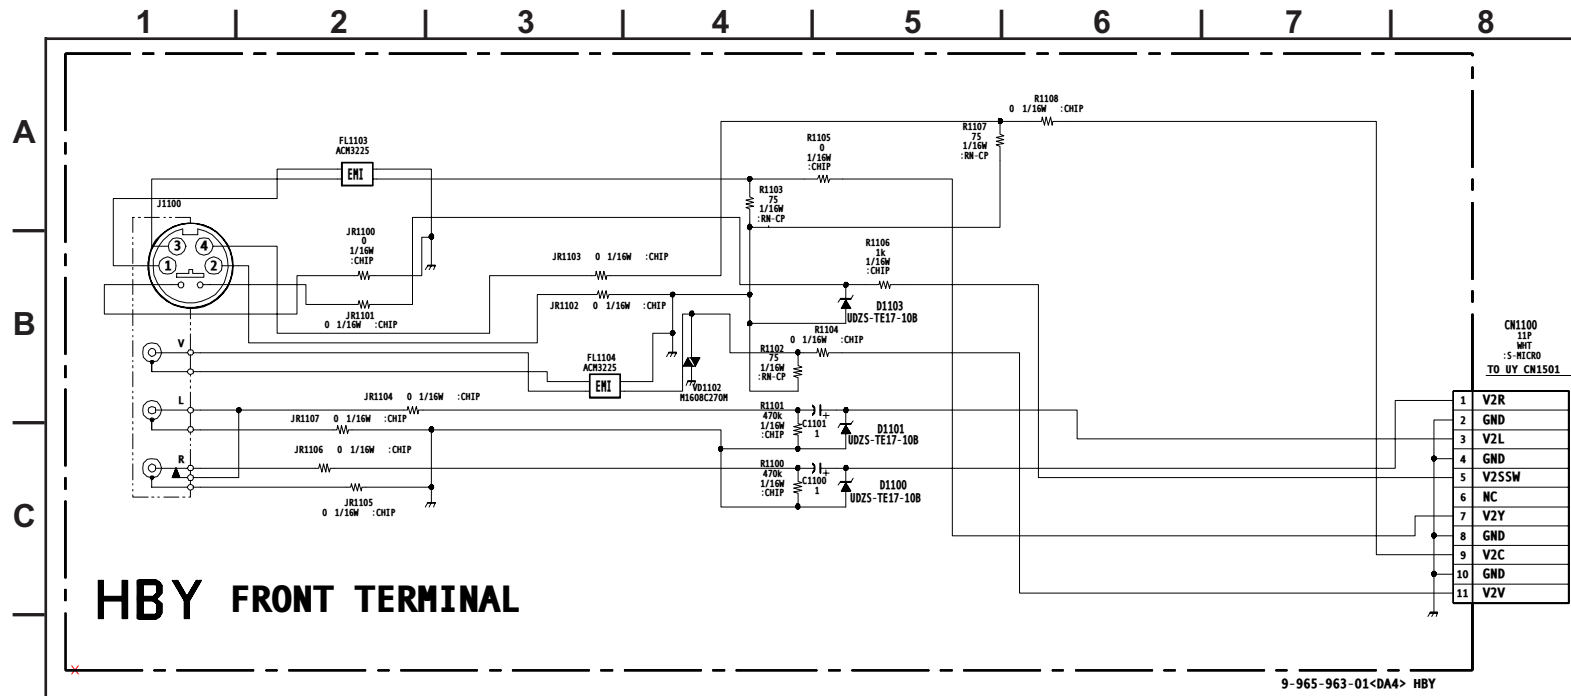 1 2 3 4 5 6 7 8
A
B
C
R1108
0 1/16W :CHIP
R1107
75
1/16W
:RN-CP
R1105
0
1/16W
:CHIP
FL1103
ACM3225
EMI
R1103
75
1/16W
:RN-CP
J1100
3 4
1 2
JR1100
0
1/16W
:CHIP
JR1103 0 1/16W :CHIP
R1106
1k
1/16W
:CHIP
JR1101
0 1/16W :CHIP
JR1102 0 1/16W :CHIP
D1103
UDZS-TE17-10B
R1104
0 1/16W :CHIP
V
FL1104
ACM3225
EMI
R1102
75
1/16W
:RN-CP
VD1102
M1608C270M
CN1100
11P
WHT
:S-MICRO
TO UY CN1501
L
JR1104 0 1/16W :CHIP
JR1107 0 1/16W :CHIP
R1101
470k
1/16W
:CHIP
C1101
1
+
D1101
UDZS-TE17-10B
R
JR1106 0 1/16W :CHIP
JR1105
0 1/16W :CHIP
R1100
470k
1/16W
:CHIP
C1100
1
+
D1100
UDZS-TE17-10B
1 V2R
2 GND
3 V2L
4 GND
5 V2SSW
6 NC
7 V2Y
8 GND
9 V2C
10 GND
11 V2V
HBY FRONT TERMINAL
9-965-963-01<DA4> HBY